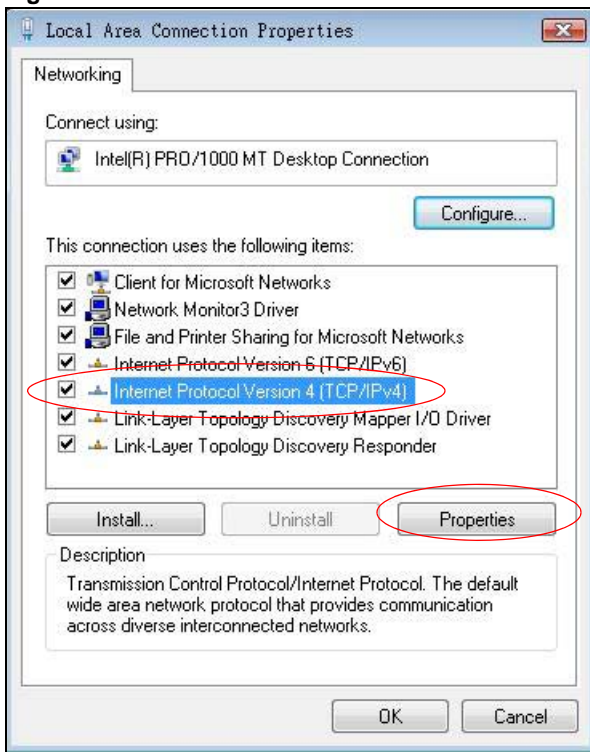 Local Area Connection Properties
Networking
Connect using:
Intel(R) PRO/1000 MT Desktop Connection
Configure...
This connection uses the following items:
Client for Microsoft Networks
Network Monitor3 Driver
File and Printer Sharing for Microsoft Networks
Internet Protocol Version 6 (TCP/IPv6)
Internet Protocol Version 4 (TCP/IPv4)
Link-Layer Topology Discovery Mapper I/O Driver
Link-Layer Topology Discovery Responder
Install... Uninstall Properties
Description
Transmission Control Protocol/Internet Protocol. The default
wide area network protocol that provides communication
across diverse interconnected networks.
OK Cancel